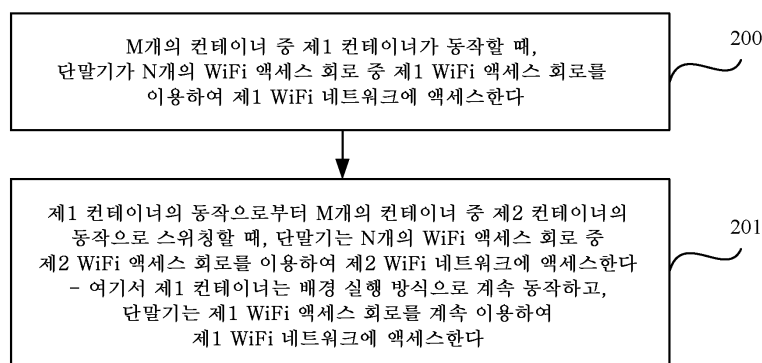 M개의 컨테이너 중 제1 컨테이너가 동작할 때,
단말기가 N개의 WiFi 액세스 회로 중 제1 WiFi 액세스 회로를
이용하여 제1 WiFi 네트워크에 액세스한다
200
제1 컨테이너의 동작으로부터 M개의 컨테이너 중 제2 컨테이너의
동작으로 스위칭할 때, 단말기는 N개의 WiFi 액세스 회로 중
제2 WiFi 액세스 회로를 이용하여 제2 WiFi 네트워크에 액세스한다
- 여기서 제1 컨테이너는 배경 실행 방식으로 계속 동작하고,
단말기는 제1 WiFi 액세스 회로를 계속 이용하여
제1 WiFi 네트워크에 액세스한다
201